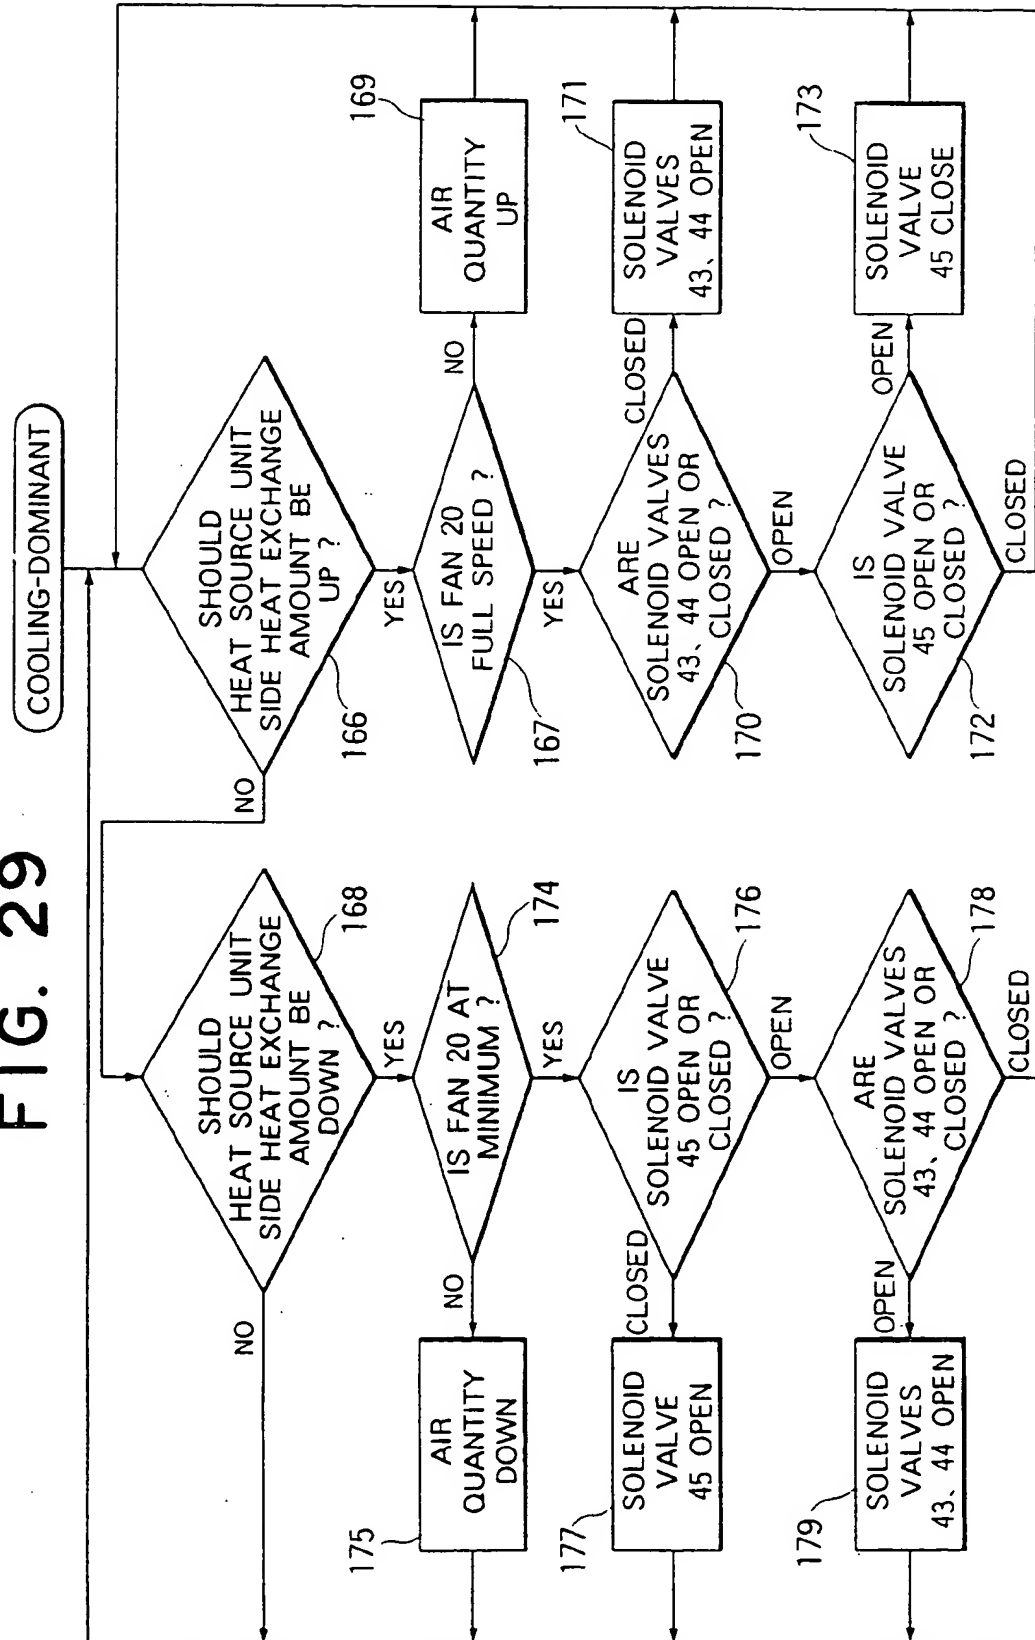 FIG. 29
COOLING-DOMINANT
SHOULD
HEAT SOURCE UNIT
SIDE HEAT EXCHANGE
AMOUNT BE
UP ?
166
NO
YES
IS FAN 20
FULL SPEED ?
167
NO
AIR
QUANTITY
UP
169
YES
ARE
SOLENOID VALVES
43、44 OPEN OR
CLOSED ?
170
CLOSED
SOLENOID
VALVES
43、44 OPEN
171
OPEN
IS
SOLENOID VALVE
45 OPEN OR
CLOSED ?
172
OPEN
SOLENOID
VALVE
45 CLOSE
173
CLOSED
SHOULD
HEAT SOURCE UNIT
SIDE HEAT EXCHANGE
AMOUNT BE
DOWN ?
168
NO
YES
IS FAN 20 AT
MINIMUM ?
174
NO
AIR
QUANTITY
DOWN
175
YES
IS
SOLENOID VALVE
45 OPEN OR
CLOSED ?
176
CLOSED
SOLENOID
VALVE
45 OPEN
177
OPEN
ARE
SOLENOID VALVES
43、44 OPEN OR
CLOSED ?
178
OPEN
SOLENOID
VALVES
43、44 OPEN
179
CLOSED